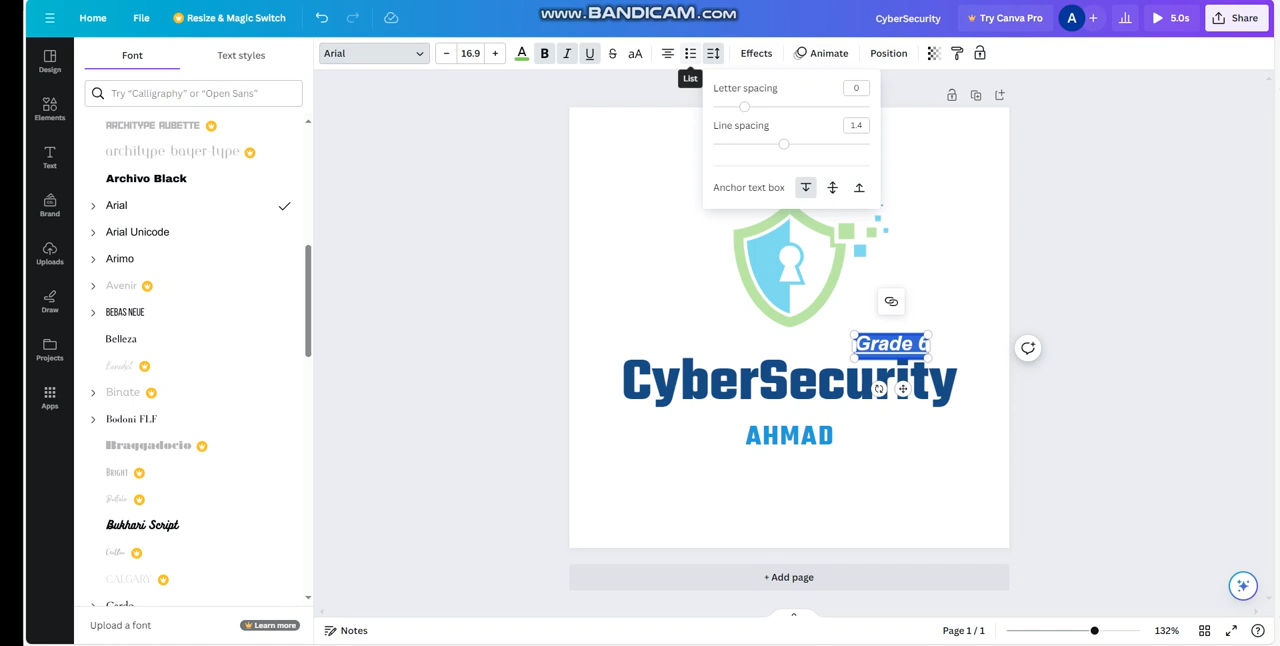 www.BANDICAM.com
Home
File
Resize & Magic Switch
CyberSecurity
Try Canva Pro
A
5.0s
Share
Design
Elements
Text
Brand
Uploads
Draw
Projects
Apps
Font
Text styles
Try "Calligraphy" or "Open Sans"
ARCHITYPE AUBETTE
architype bayer-type
Archivo Black
Arial
Arial Unicode
Arimo
Avenir
BEBAS NEUE
Belleza
Binate
Bodoni FLF
Braggadocio
BRIGHT
Bukhari Script
CALGARY
Cardo
Upload a font
Learn more
Arial
16.9
A
B
I
U
S
aA
Effects
Animate
Position
List
Letter spacing
0
Line spacing
1.4
Anchor text box
Grade 6
CyberSecurity
AHMAD
+ Add page
Notes
Page 1 / 1
132%